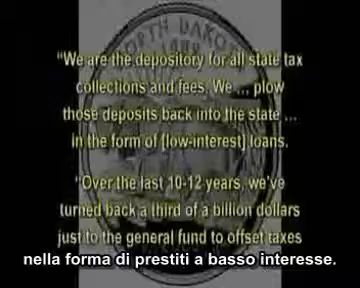 NORTH DAKOTA
"We are the depository for all state tax
collections and fees. We ... plow
those deposits back into the state ...
in the form of [low-interest] loans.
"Over the last 10-12 years, we've
turned back a third of a billion dollars
just to the general fund to offset taxes
nella forma di prestiti a basso interesse.